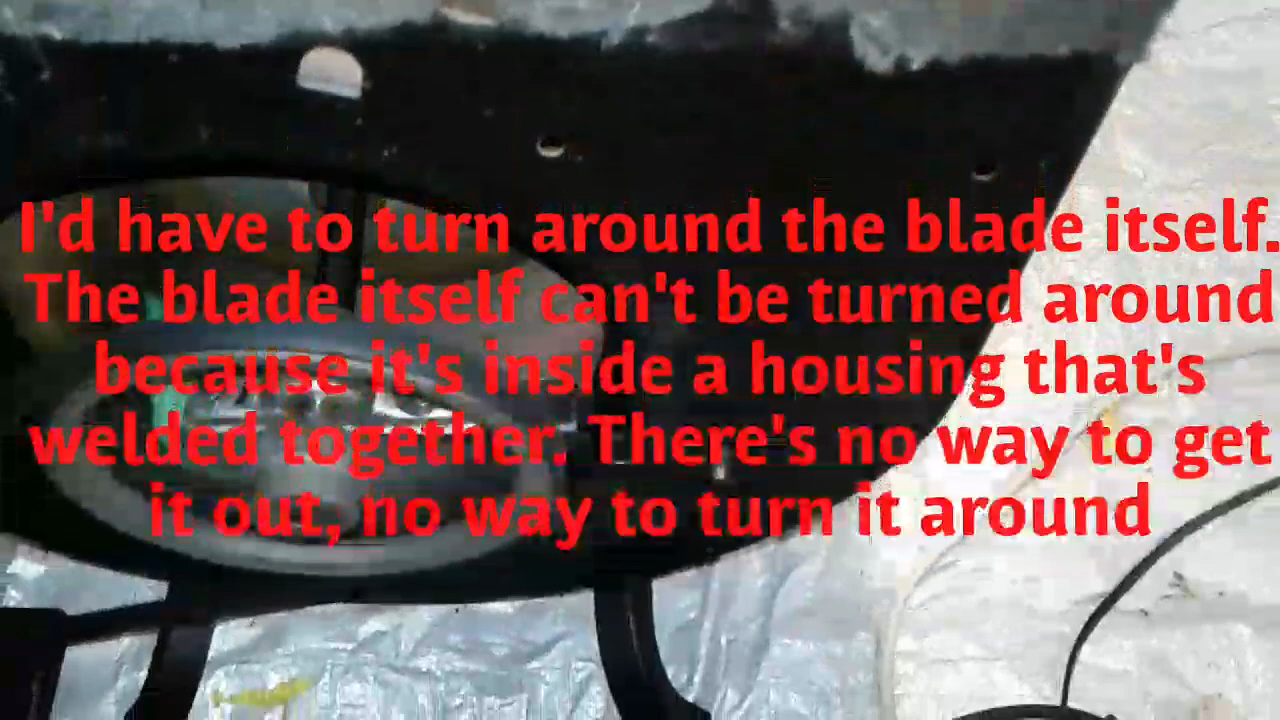 I'd have to turn around the blade itself.
The blade itself can't be turned around
because it's inside a housing that's
welded together. There's no way to get
it out, no way to turn it around